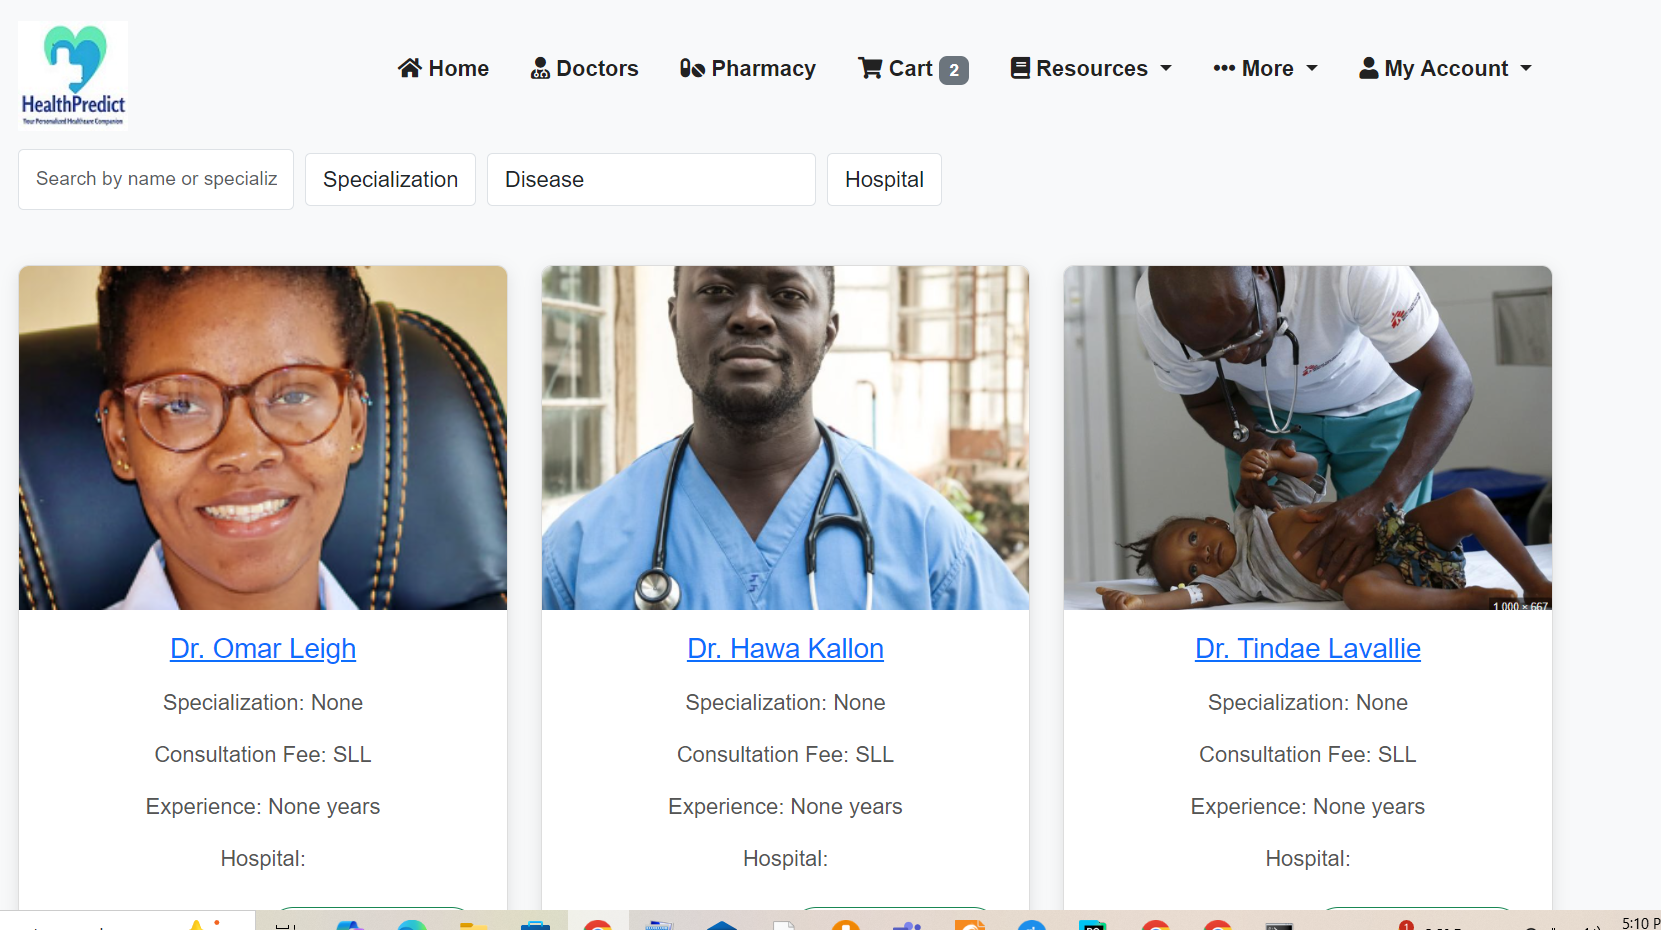 HealthPredict
Your Personalized Healthcare Companion
Home
Doctors
Pharmacy
Cart 2
Resources
More
My Account
Search by name or specializ
Specialization
Disease
Hospital
1,000 × 667
Dr. Omar Leigh
Specialization: None
Consultation Fee: SLL
Experience: None years
Hospital:
Dr. Hawa Kallon
Specialization: None
Consultation Fee: SLL
Experience: None years
Hospital:
Dr. Tindae Lavallie
Specialization: None
Consultation Fee: SLL
Experience: None years
Hospital:
1
5:10 P